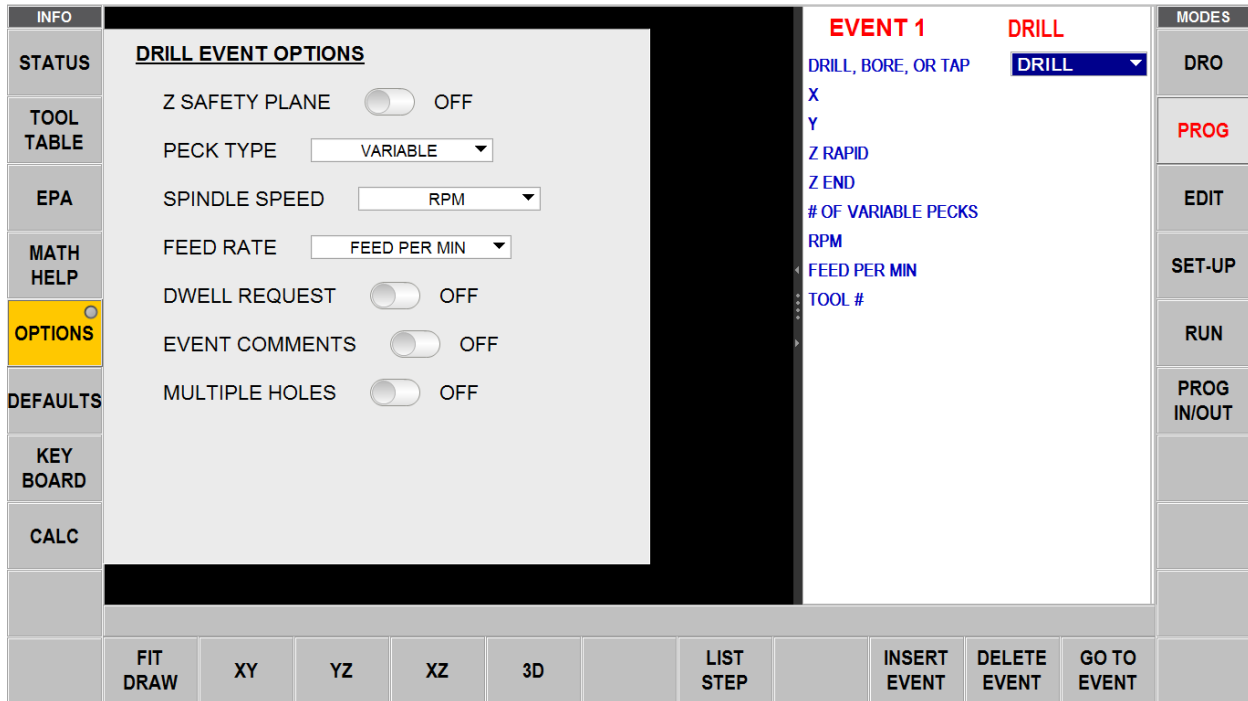 INFO
STATUS
TOOL
TABLE
EPA
MATH
HELP
OPTIONS
DEFAULTS
KEY
BOARD
CALC
DRILL EVENT OPTIONS
Z SAFETY PLANE OFF
PECK TYPE VARIABLE
SPINDLE SPEED RPM
FEED RATE FEED PER MIN
DWELL REQUEST OFF
EVENT COMMENTS OFF
MULTIPLE HOLES OFF
EVENT 1 DRILL
DRILL, BORE, OR TAP DRILL
X
Y
Z RAPID
Z END
# OF VARIABLE PECKS
RPM
FEED PER MIN
TOOL #
MODES
DRO
PROG
EDIT
SET-UP
RUN
PROG
IN/OUT
FIT
DRAW
XY
YZ
XZ
3D
LIST
STEP
INSERT
EVENT
DELETE
EVENT
GO TO
EVENT